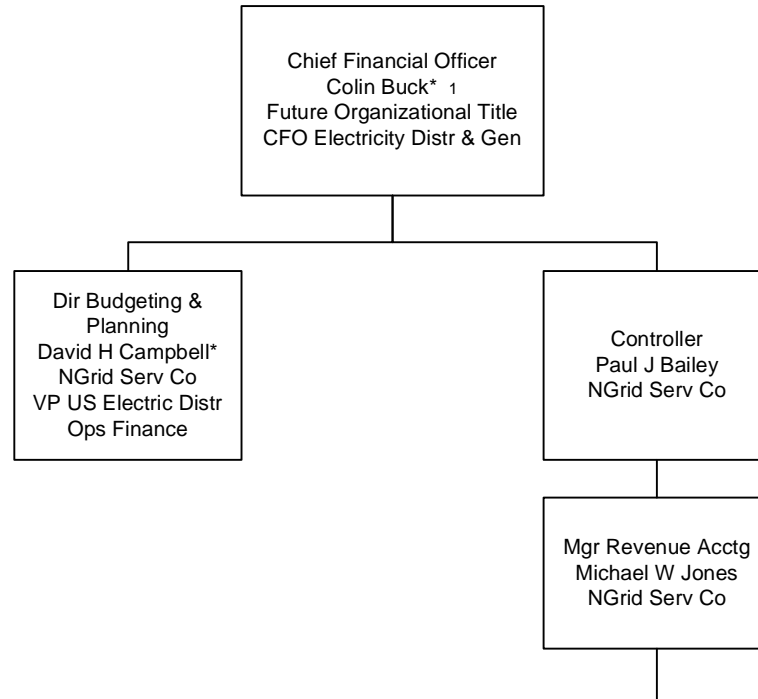 Chief Financial Officer
Colin Buck* 1
Future Organizational Title
CFO Electricity Distr & Gen
Dir Budgeting &
Planning
David H Campbell*
NGrid Serv Co
VP US Electric Distr
Ops Finance
Controller
Paul J Bailey
NGrid Serv Co
Mgr Revenue Acctg
Michael W Jones
NGrid Serv Co